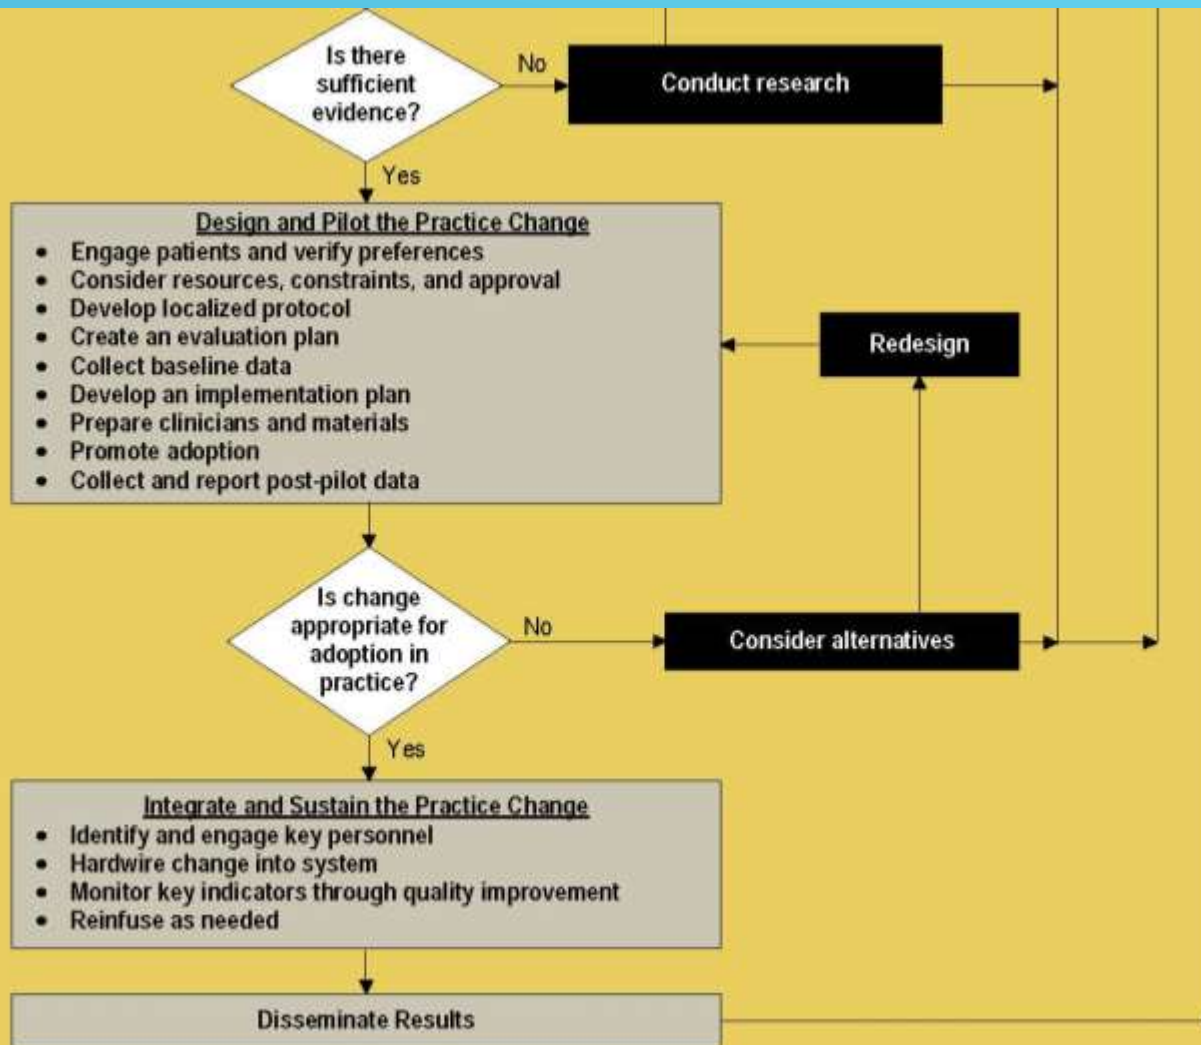 Is there
sufficient
evidence?
No
Conduct research
Yes
Design and Pilot the Practice Change
• Engage patients and verify preferences
• Consider resources, constraints, and approval
• Develop localized protocol
• Create an evaluation plan
• Collect baseline data
• Develop an implementation plan
• Prepare clinicians and materials
• Promote adoption
• Collect and report post-pilot data
Redesign
Is change
appropriate for
adoption in
practice?
No
Consider alternatives
Yes
Integrate and Sustain the Practice Change
• Identify and engage key personnel
• Hardwire change into system
• Monitor key indicators through quality improvement
• Reinfuse as needed
Disseminate Results